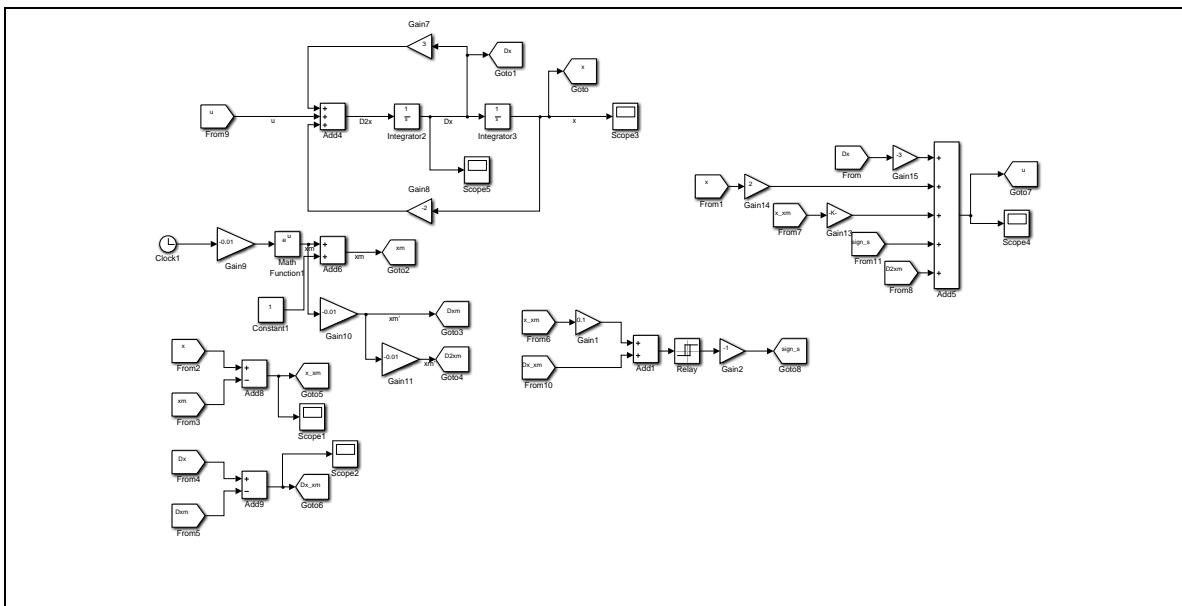 Gain7
3
Dx
Goto1
x
Goto
u
From9
u
+
+
+
Add4
D2x
1
s
Integrator2
Dx
1
s
Integrator3
x
Scope3
Scope5
Gain8
-2
Dx
From
-3
Gain15
x
From1
2
Gain14
x_xm
From7
-K-
Gain13
sign_s
From11
D2xm
From8
+
+
+
+
+
Add5
u
Goto7
Scope4
Clock1
-0.01
Gain9
e
u
Math
Function1
xm
+
+
Add6
xm
xm
Goto2
1
Constant1
-0.01
Gain10
xm'
Dxm
Goto3
-0.01
Gain11
xm
D2xm
Goto4
x_xm
From6
0.1
Gain1
Dx_xm
From10
+
+
Add1
Relay
-1
Gain2
sign_s
Goto8
x
From2
xm
From3
+
−
Add8
x_xm
Goto5
Scope1
Dx
From4
Dxm
From5
+
−
Add9
Scope2
Dx_xm
Goto6